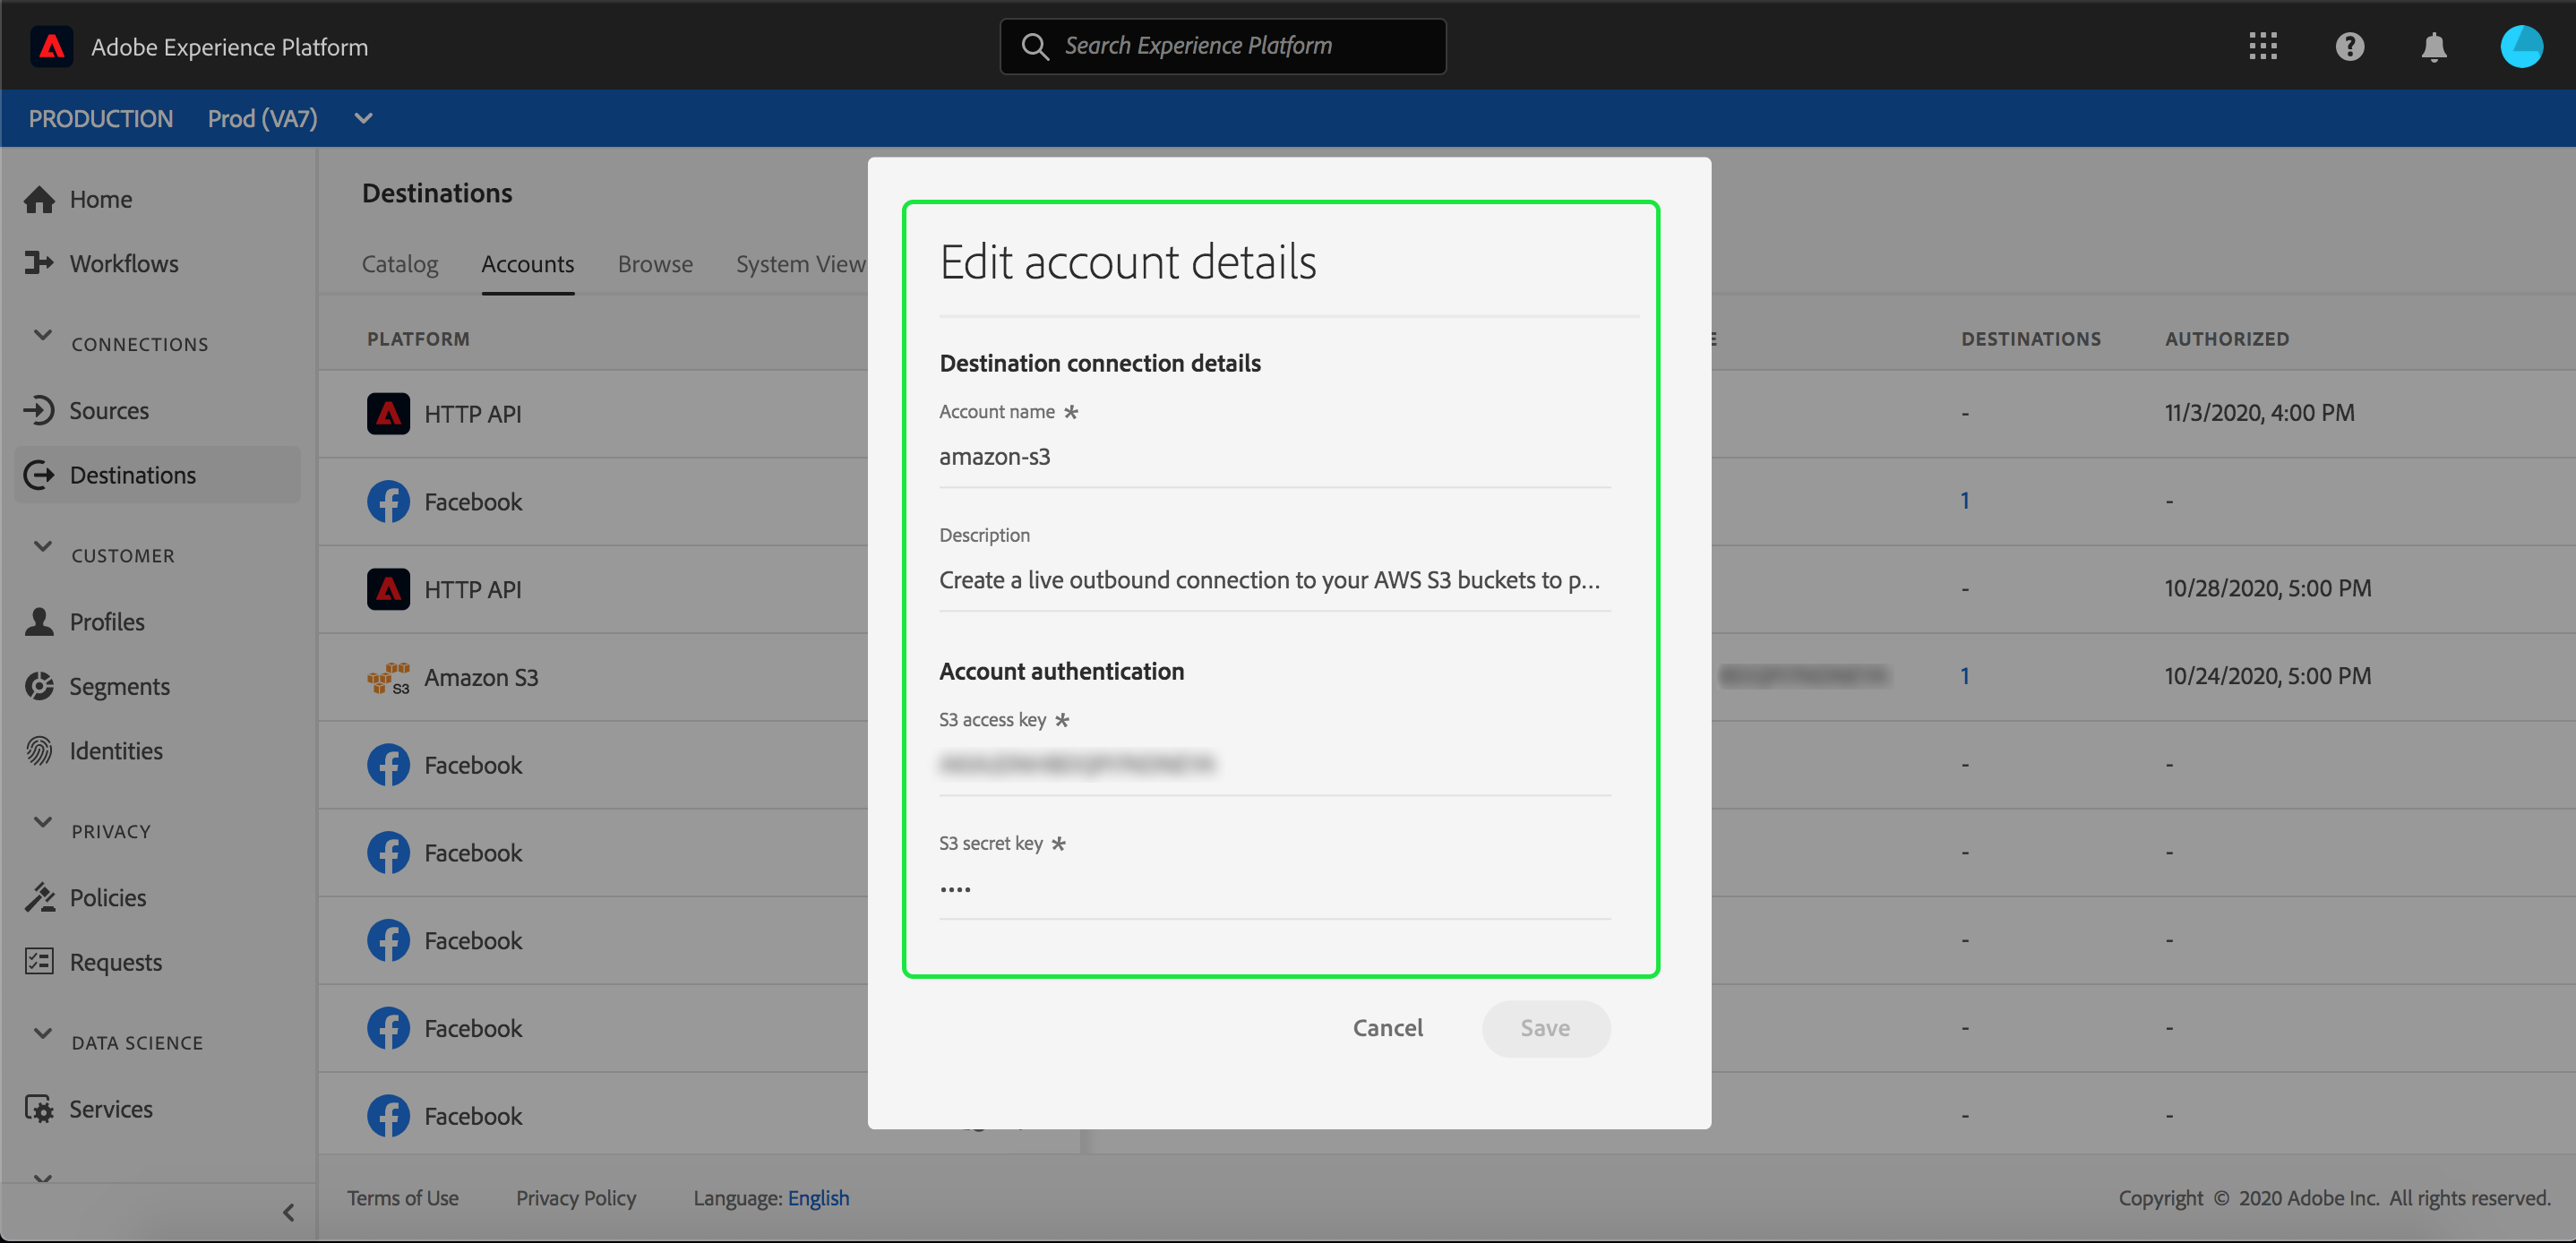 Adobe Experience Platform
Search Experience Platform
PRODUCTION Prod (VA7)
Home
Workflows
CONNECTIONS
Sources
Destinations
CUSTOMER
Profiles
Segments
Identities
PRIVACY
Policies
Requests
DATA SCIENCE
Services
Destinations
Catalog Accounts Browse System View
PLATFORM DESTINATIONS AUTHORIZED
HTTP API - 11/3/2020, 4:00 PM
Facebook 1 -
HTTP API - 10/28/2020, 5:00 PM
Amazon S3 1 10/24/2020, 5:00 PM
Facebook - -
Facebook - -
Facebook - -
Facebook - -
Facebook - -
Edit account details
Destination connection details
Account name *
amazon-s3
Description
Create a live outbound connection to your AWS S3 buckets to p...
Account authentication
S3 access key *
S3 secret key *
••••
Cancel Save
Terms of Use Privacy Policy Language: English
Copyright © 2020 Adobe Inc. All rights reserved.